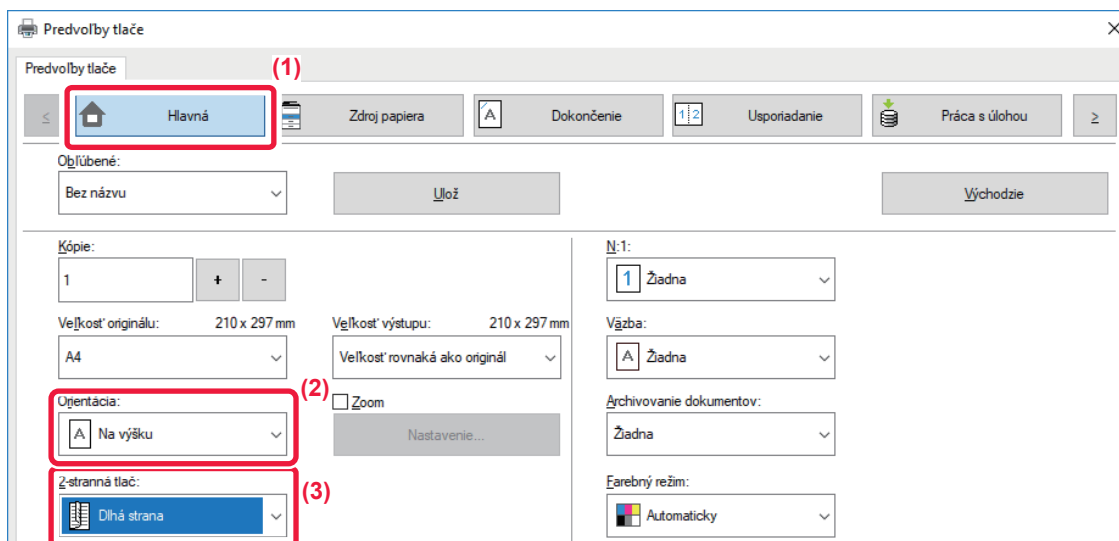 Predvoľby tlače
Predvoľby tlače
(1)
≤ Hlavná Zdroj papiera A Dokončenie 1 2 Usporiadanie Práca s úlohou ≥
Obľúbené:
Bez názvu Ulož Východzie
Kópie: N:1:
1 + - 1 Žiadna
Veľkosť originálu: 210 x 297 mm Veľkosť výstupu: 210 x 297 mm Väzba:
A4 Veľkosť rovnaká ako originál A Žiadna
(2)
Orientácia: Zoom Archivovanie dokumentov:
A Na výšku Nastavenie... Žiadna
2-stranná tlač: (3) Farebný režim:
Dlhá strana Automaticky